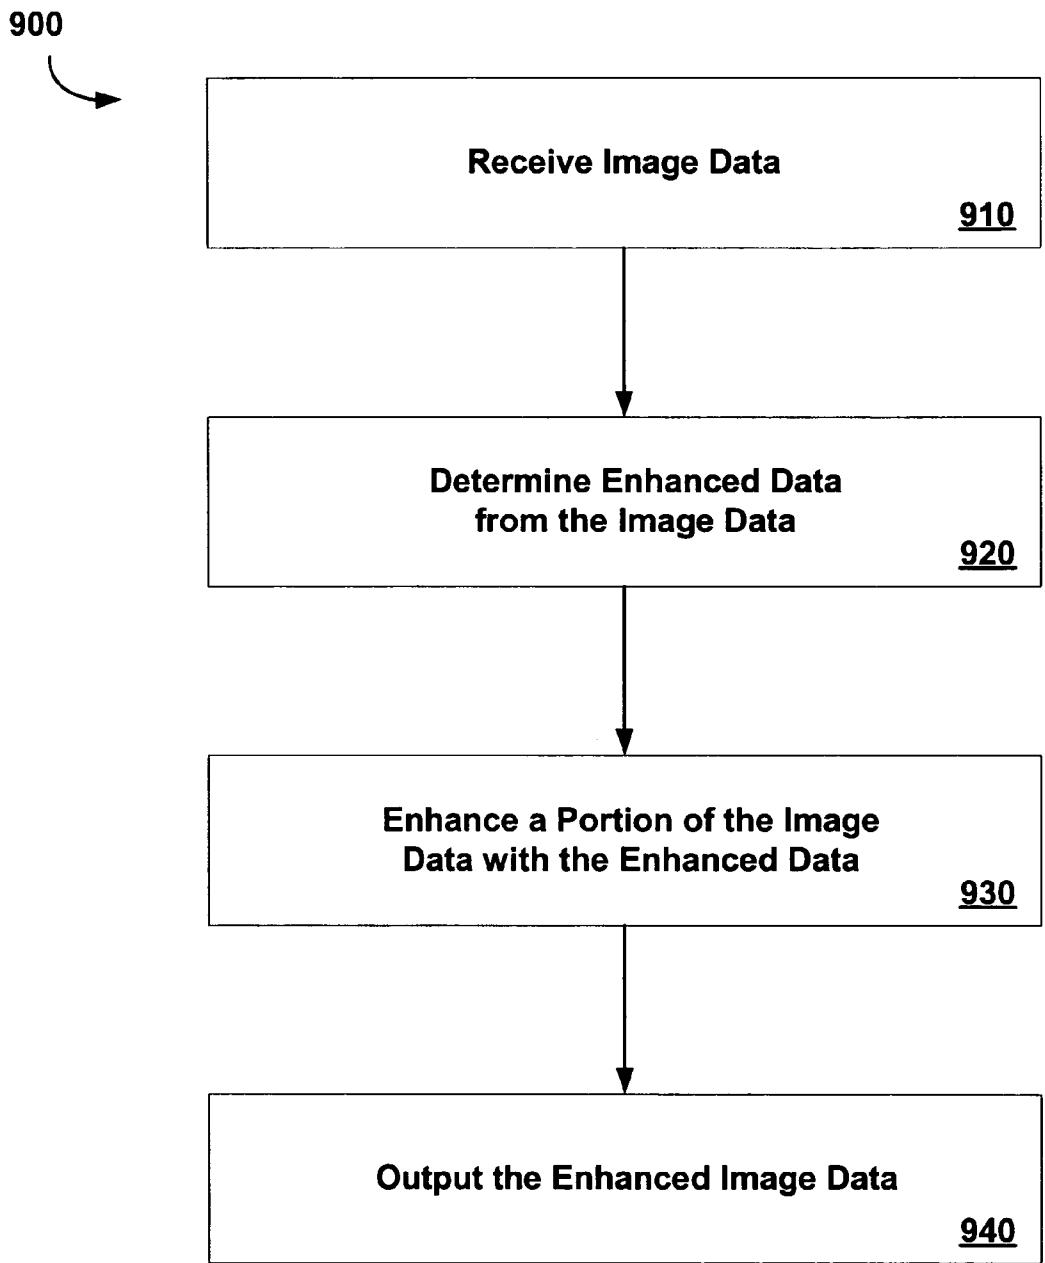 900
Receive Image Data
910
Determine Enhanced Data
from the Image Data
920
Enhance a Portion of the Image
Data with the Enhanced Data
930
Output the Enhanced Image Data
940